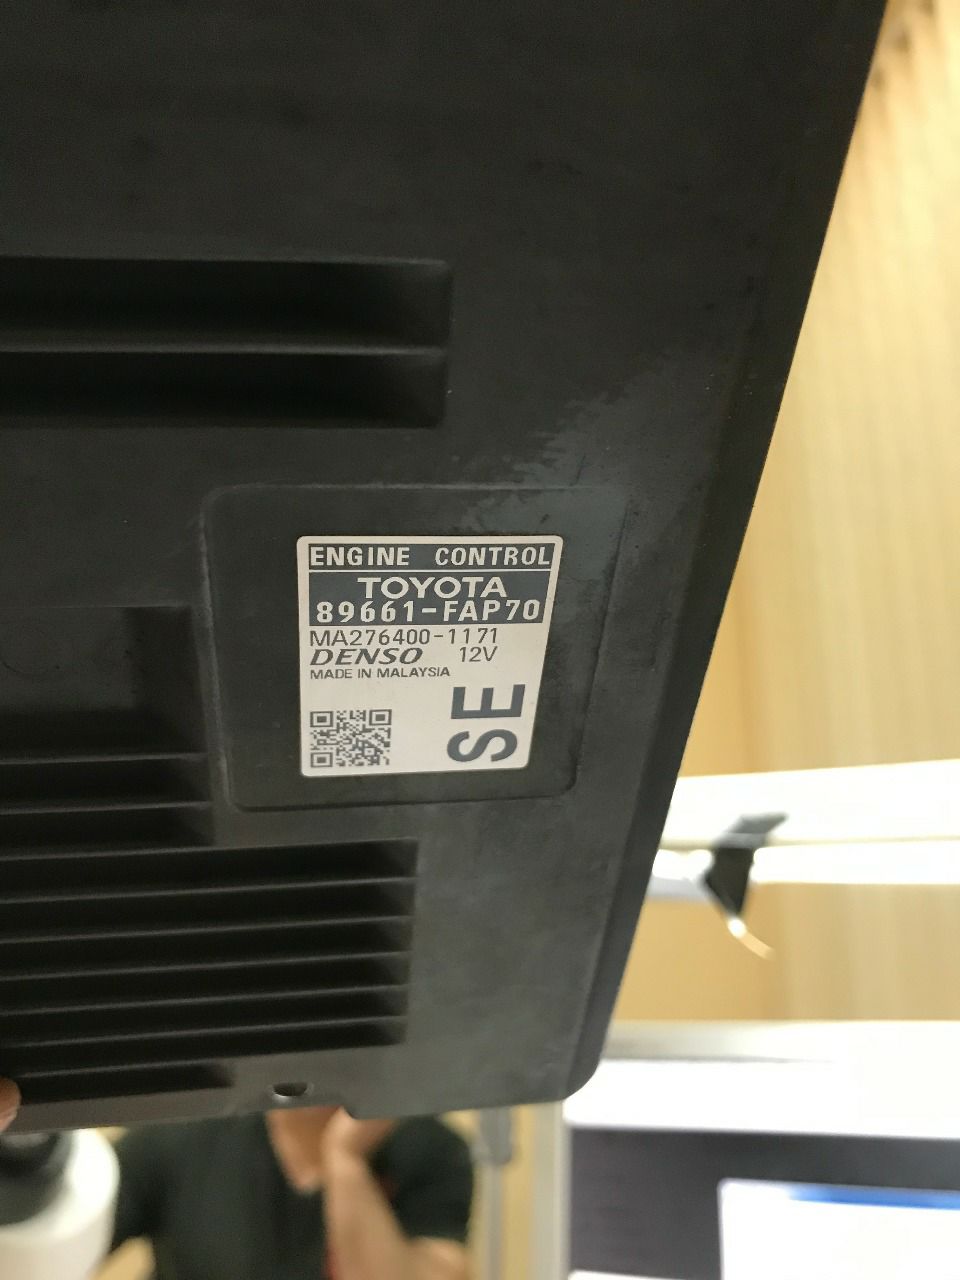 ENGINE CONTROL
TOYOTA
89661-FAP70
MA276400-1171
DENSO 12V
MADE IN MALAYSIA
SE